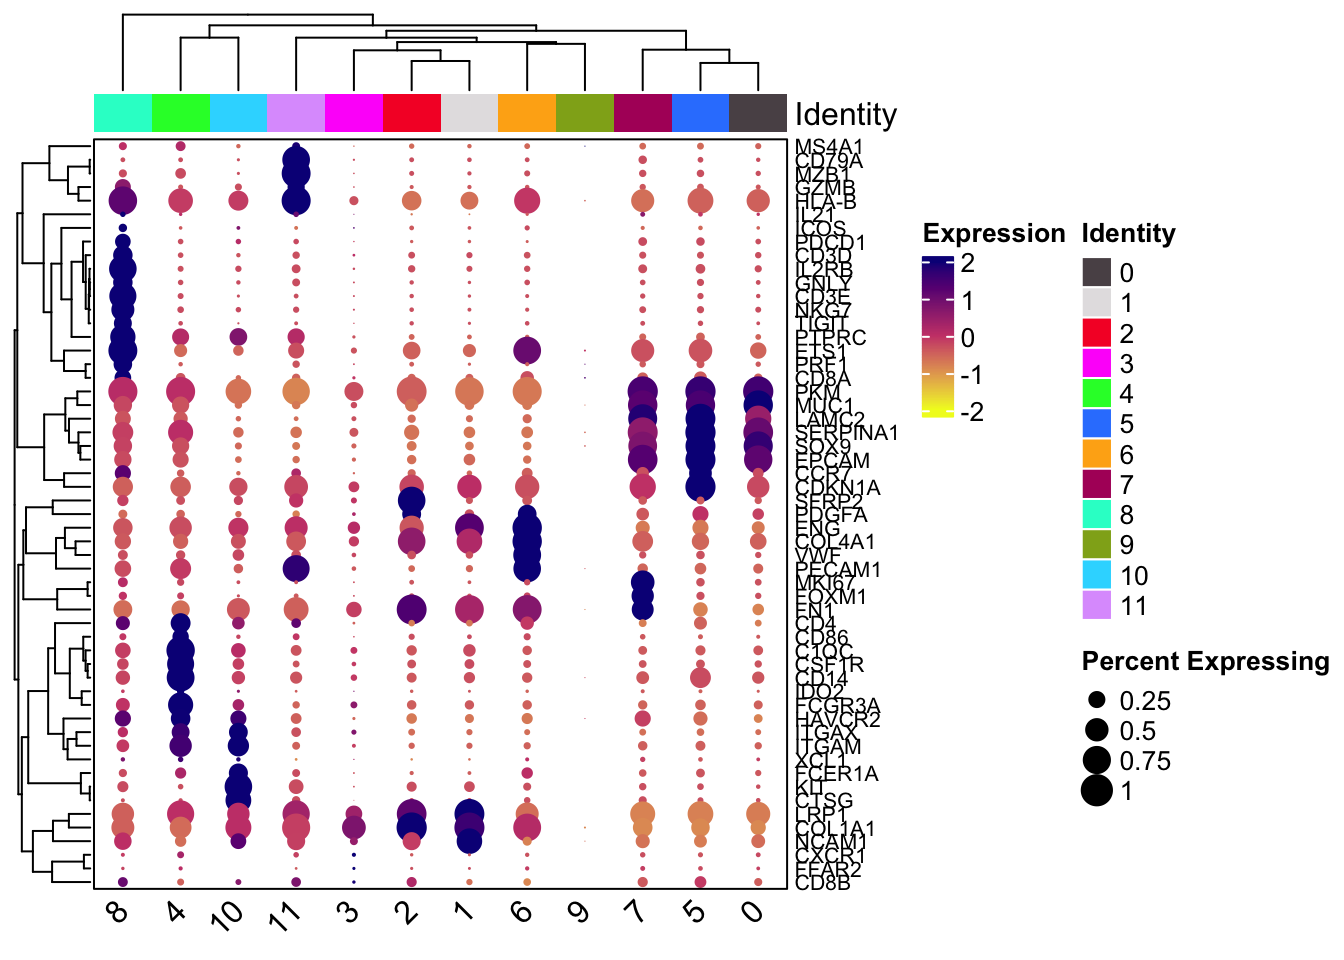 Identity
MS4A1
CD79A
MZB1
GZMB
HLA-B
IL21
ICOS
PDCD1
CD3D
IL2RB
GNLY
CD3E
NKG7
TIGIT
PTPRC
ETS1
PRF1
CD8A
PKM
MUC1
LAMC2
SERPINA1
SOX9
EPCAM
CCR7
CDKN1A
SFRP2
PDGFA
ENG
COL4A1
VWF
PECAM1
MKI67
FOXM1
FN1
CD4
CD86
C1QC
CSF1R
CD14
IDO2
FCGR3A
HAVCR2
ITGAX
ITGAM
XCL1
FCER1A
KIT
CTSG
LRP1
COL1A1
NCAM1
CXCR1
FFAR2
CD8B
8 4 10 11 3 2 1 6 9 7 5 0
Expression
2
1
0
-1
-2
Identity
0
1
2
3
4
5
6
7
8
9
10
11
Percent Expressing
0.25
0.5
0.75
1